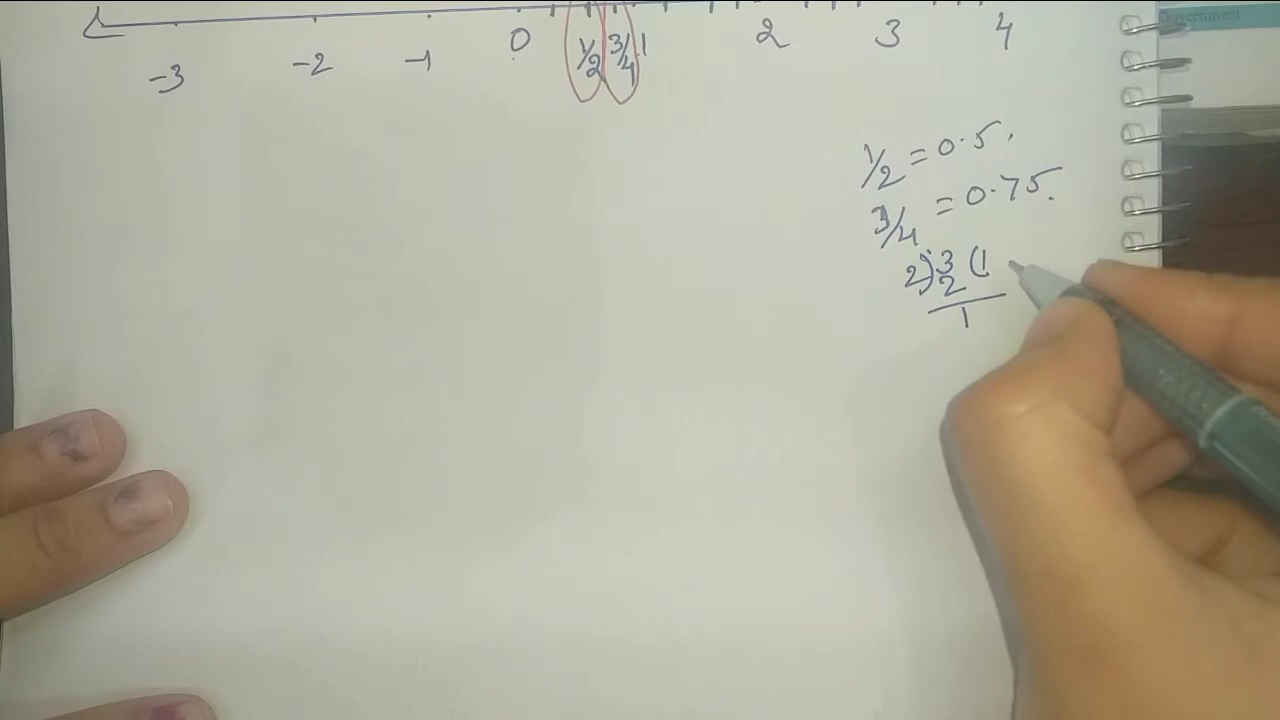 Government
-3 -2 -1 0 1/2 3/4 1 2 3 4
1/2 = 0.5.
3/4 = 0.75.
2)3(1
2
1